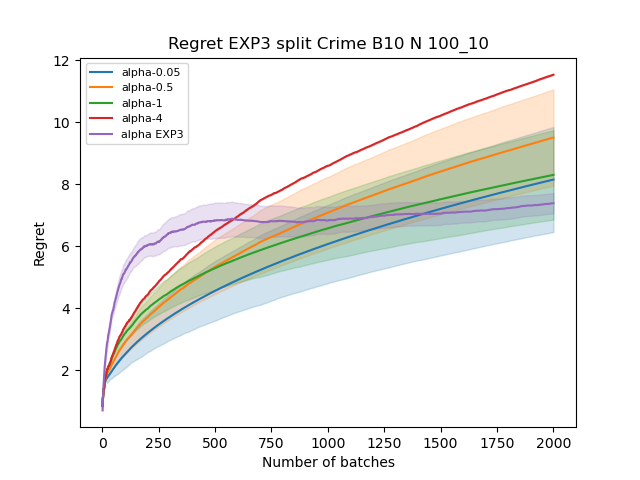 Regret EXP3 split Crime B10 N 100_10
12
10
8
6
4
2
Regret
alpha-0.05
alpha-0.5
alpha-1
alpha-4
alpha EXP3
0 250 500 750 1000 1250 1500 1750 2000
Number of batches